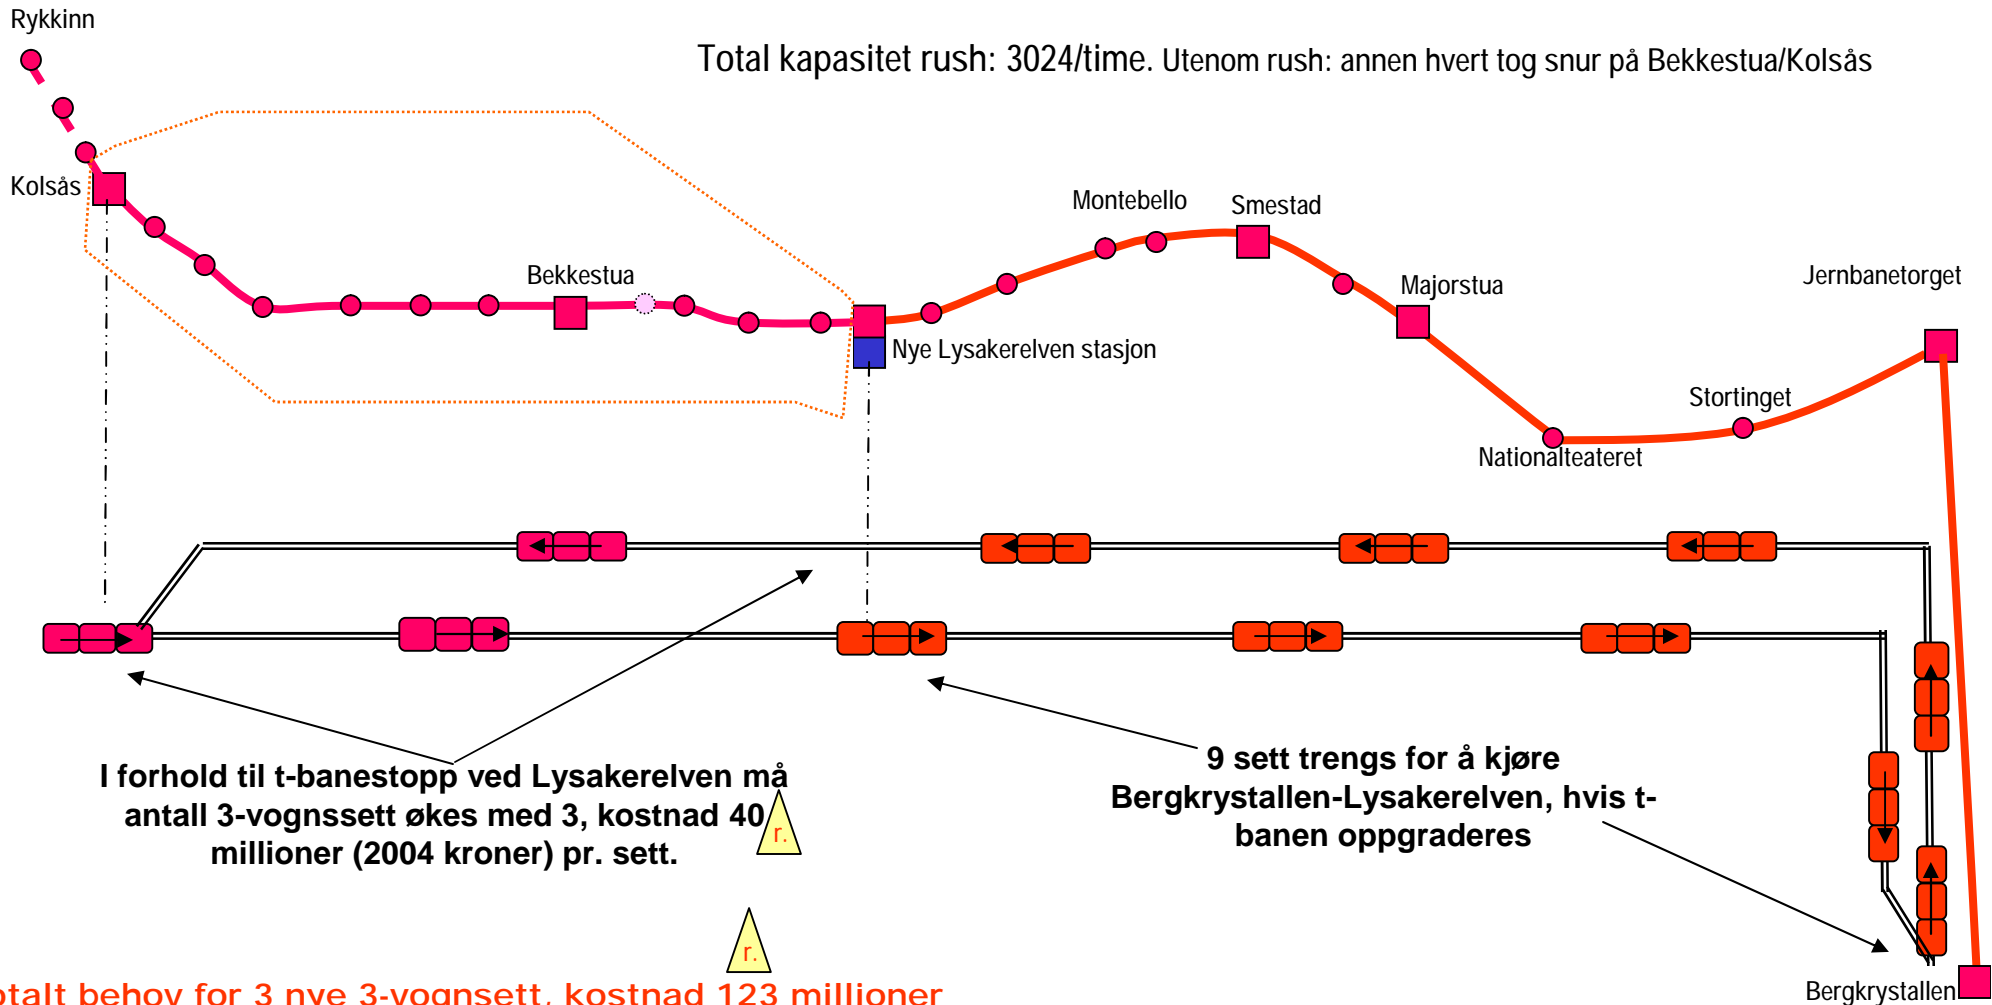 Rykkinn
Total kapasitet rush: 3024/time. Utenom rush: annen hvert tog snur på Bekkestua/Kolsås
Kolsås
Montebello
Smestad
Bekkestua
Majorstua
Jernbanetorget
Nye Lysakerelven stasjon
Stortinget
Nationalteateret
I forhold til t-banestopp ved Lysakerelven må
antall 3-vognssett økes med 3, kostnad 40
millioner (2004 kroner) pr. sett.
r.
9 sett trengs for å kjøre
Bergkrystallen-Lysakerelven, hvis t-
banen oppgraderes
r.
otalt behov for 3 nye 3-vognsett, kostnad 123 millioner
Bergkrystallen